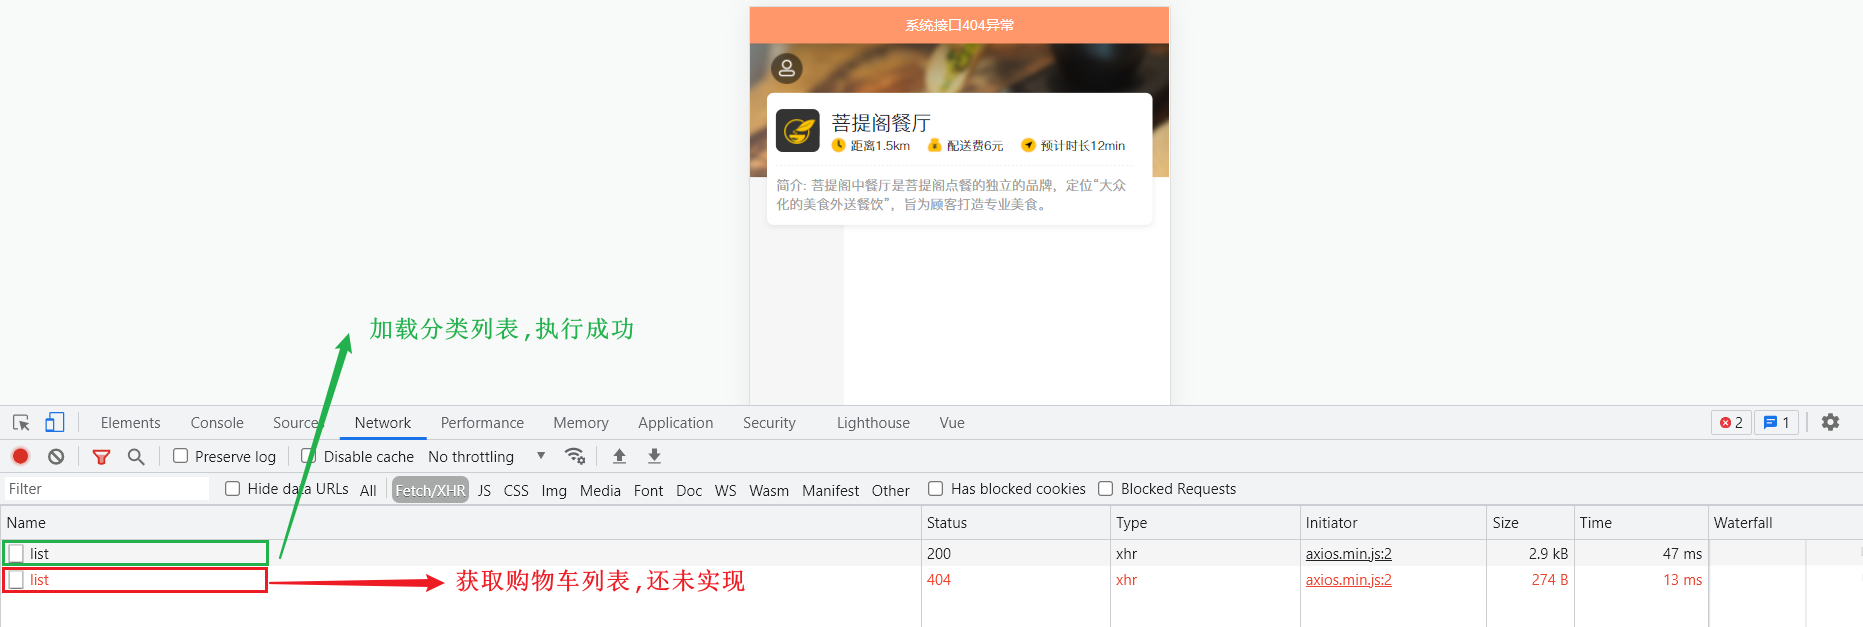 系统接口404异常
菩提阁餐厅
距离1.5km 配送费6元 预计时长12min
简介: 菩提阁中餐厅是菩提阁点餐的独立的品牌，定位“大众
化的美食外送餐饮”，旨为顾客打造专业美食。
加载分类列表,执行成功
Elements Console Sources Network Performance Memory Application Security Lighthouse Vue 2 1
Preserve log Disable cache No throttling
Filter Hide data URLs All Fetch/XHR JS CSS Img Media Font Doc WS Wasm Manifest Other Has blocked cookies Blocked Requests
Name Status Type Initiator Size Time Waterfall
list 200 xhr axios.min.js:2 2.9 kB 47 ms
list 获取购物车列表,还未实现 404 xhr axios.min.js:2 274 B 13 ms